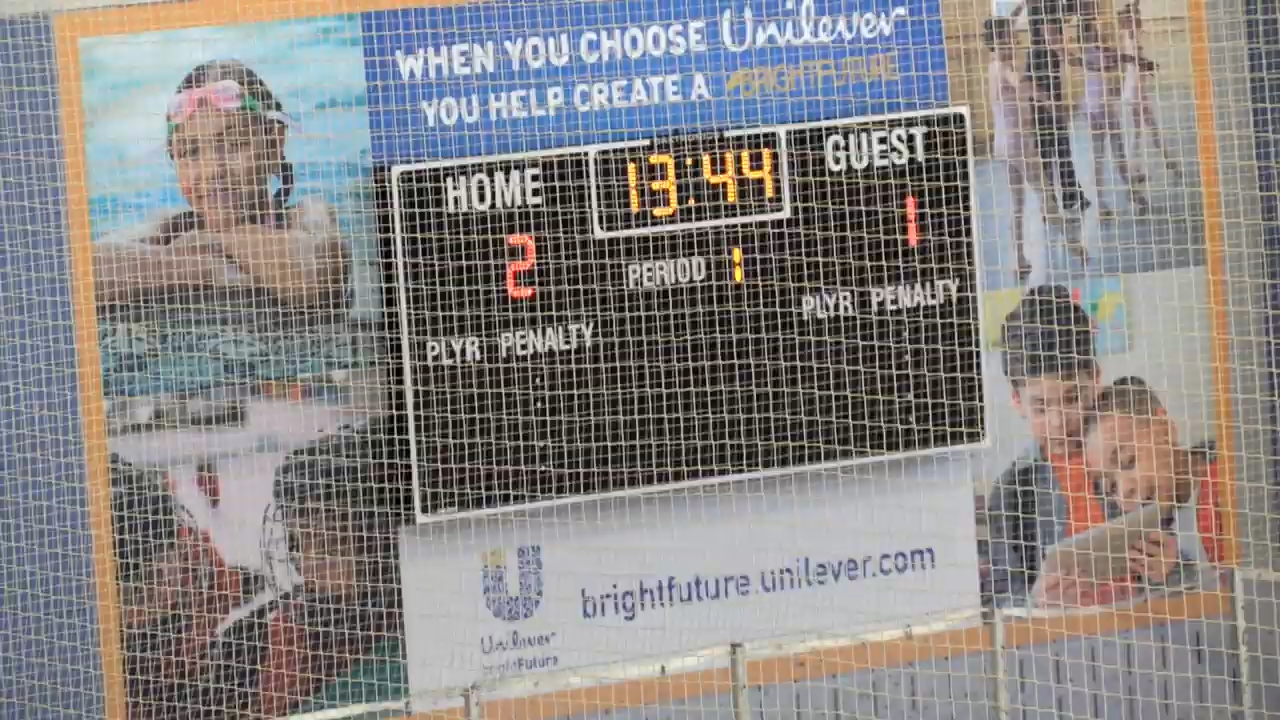 WHEN YOU CHOOSE Unilever
YOU HELP CREATE A #BRIGHTFUTURE
HOME
13:44
GUEST
2
PERIOD 1
1
PLYR PENALTY
PLYR PENALTY
Unilever
brightFuture
brightfuture.unilever.com